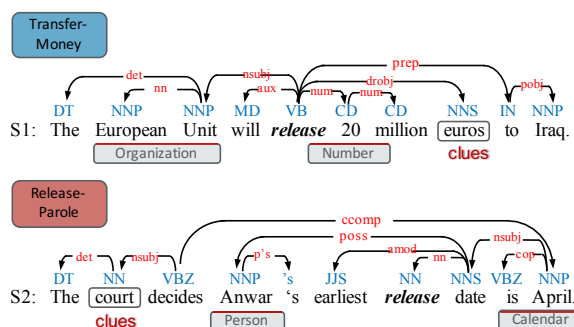 Transfer-
Money
prep
det nsubj drobj
nn aux num num pobj
DT NNP NNP MD VB CD CD NNS IN NNP
S1: The European Unit will release 20 million euros to Iraq.
Organization Number clues
Release-
Parole
ccomp
poss
det nsubj p's amod nsubj
nn cop
DT NN VBZ NNP 's JJS NN NNS VBZ NNP
S2: The court decides Anwar ‘s earliest release date is April.
clues Person Calendar